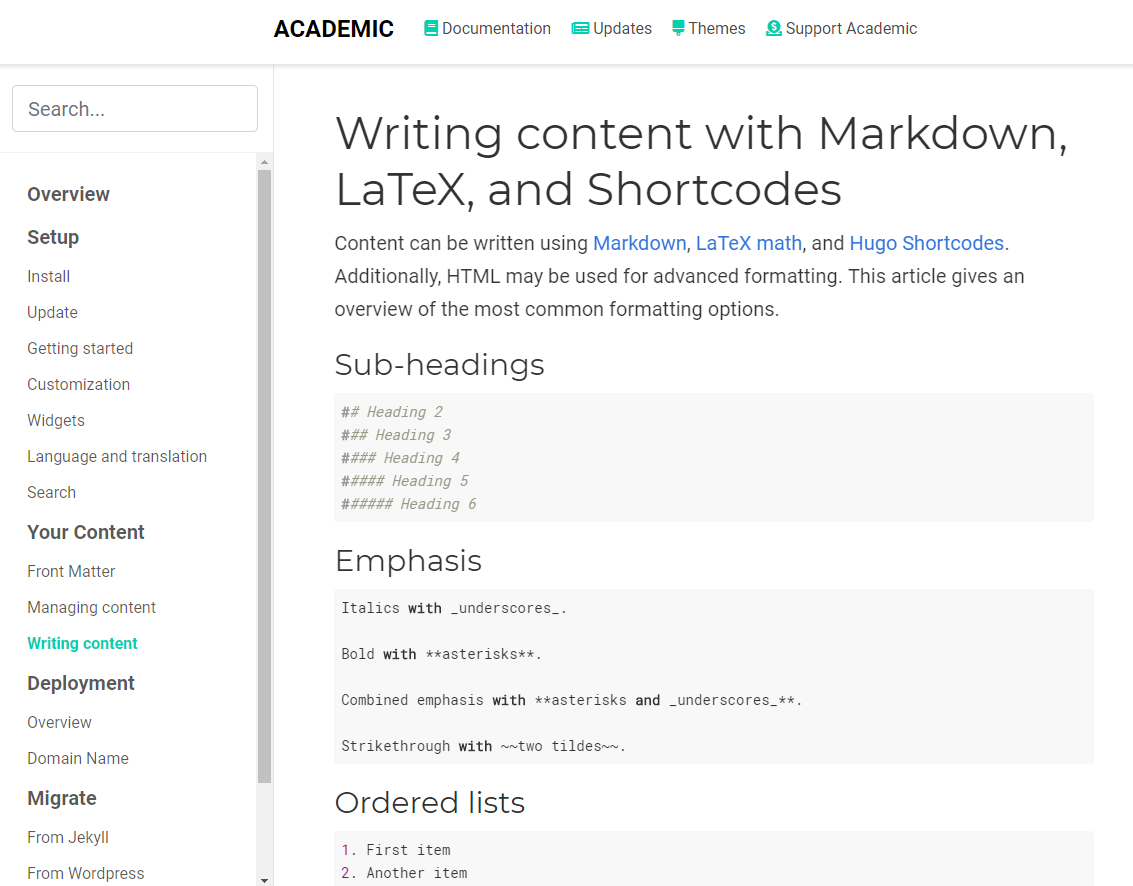 ACADEMIC Documentation Updates Themes Support Academic
Search...
Overview
Setup
Install
Update
Getting started
Customization
Widgets
Language and translation
Search
Your Content
Front Matter
Managing content
Writing content
Deployment
Overview
Domain Name
Migrate
From Jekyll
From Wordpress
Writing content with Markdown,
LaTeX, and Shortcodes
Content can be written using Markdown, LaTeX math, and Hugo Shortcodes.
Additionally, HTML may be used for advanced formatting. This article gives an
overview of the most common formatting options.
Sub-headings
## Heading 2
### Heading 3
#### Heading 4
##### Heading 5
###### Heading 6
Emphasis
Italics with _underscores_.
Bold with **asterisks**.
Combined emphasis with **asterisks and _underscores_**.
Strikethrough with ~~two tildes~~.
Ordered lists
1. First item
2. Another item